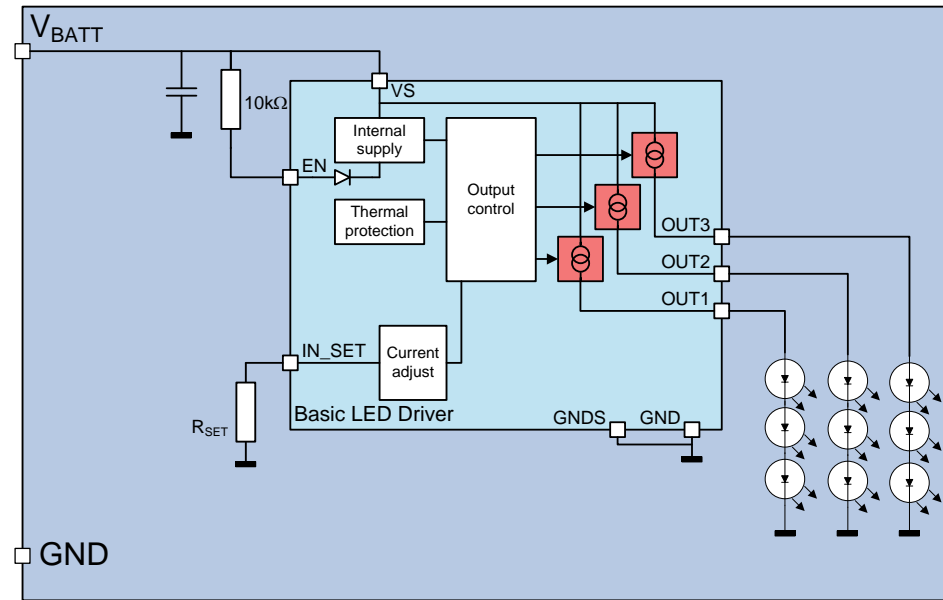 VBATT
VS
10kΩ
Internal
supply
EN
Output
control
Thermal
protection
OUT3
OUT2
OUT1
IN_SET
Current
adjust
RSET
Basic LED Driver
GNDS
GND
GND